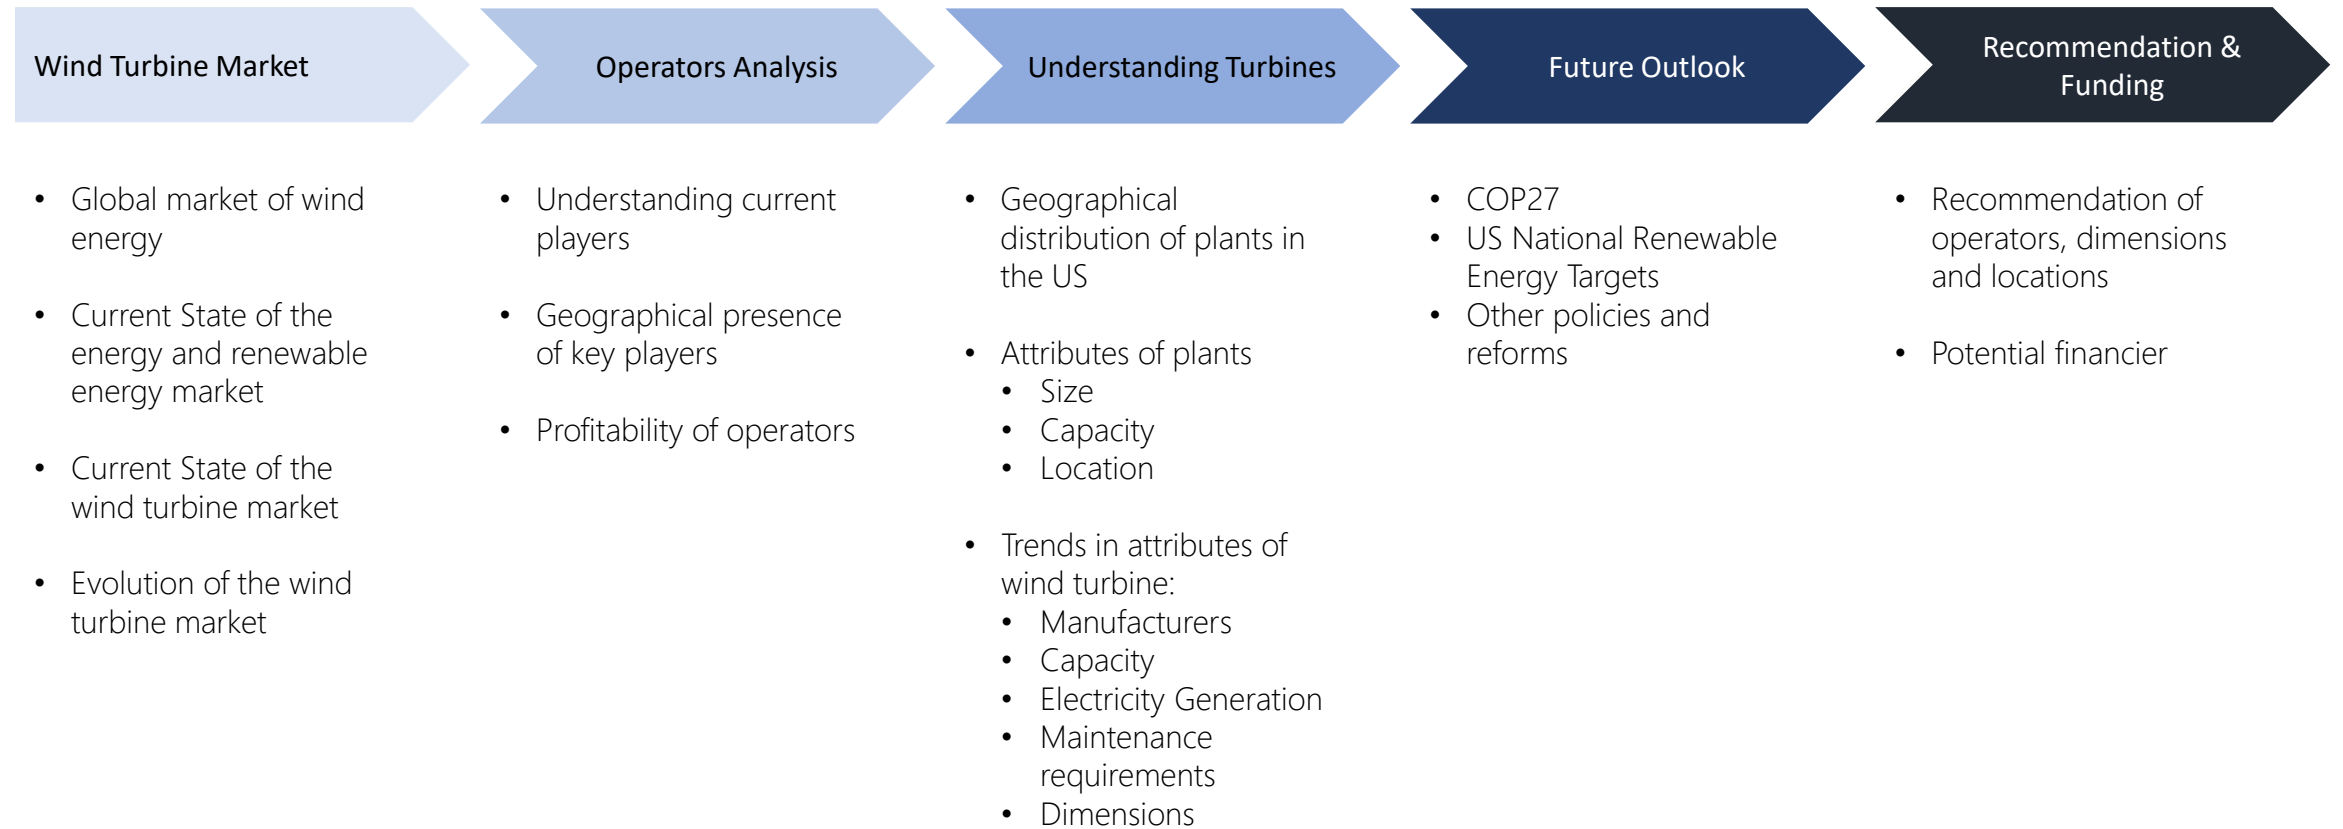 Wind Turbine Market
Operators Analysis
Understanding Turbines
Future Outlook
Recommendation &
Funding
• Global market of wind
energy
• Current State of the
energy and renewable
energy market
• Current State of the
wind turbine market
• Evolution of the wind
turbine market
• Understanding current
players
• Geographical presence
of key players
• Profitability of operators
• Geographical
distribution of plants in
the US
• Attributes of plants
• Size
• Capacity
• Location
• Trends in attributes of
wind turbine:
• Manufacturers
• Capacity
• Electricity Generation
• Maintenance
requirements
• Dimensions
• COP27
• US National Renewable
Energy Targets
• Other policies and
reforms
• Recommendation of
operators, dimensions
and locations
• Potential financier